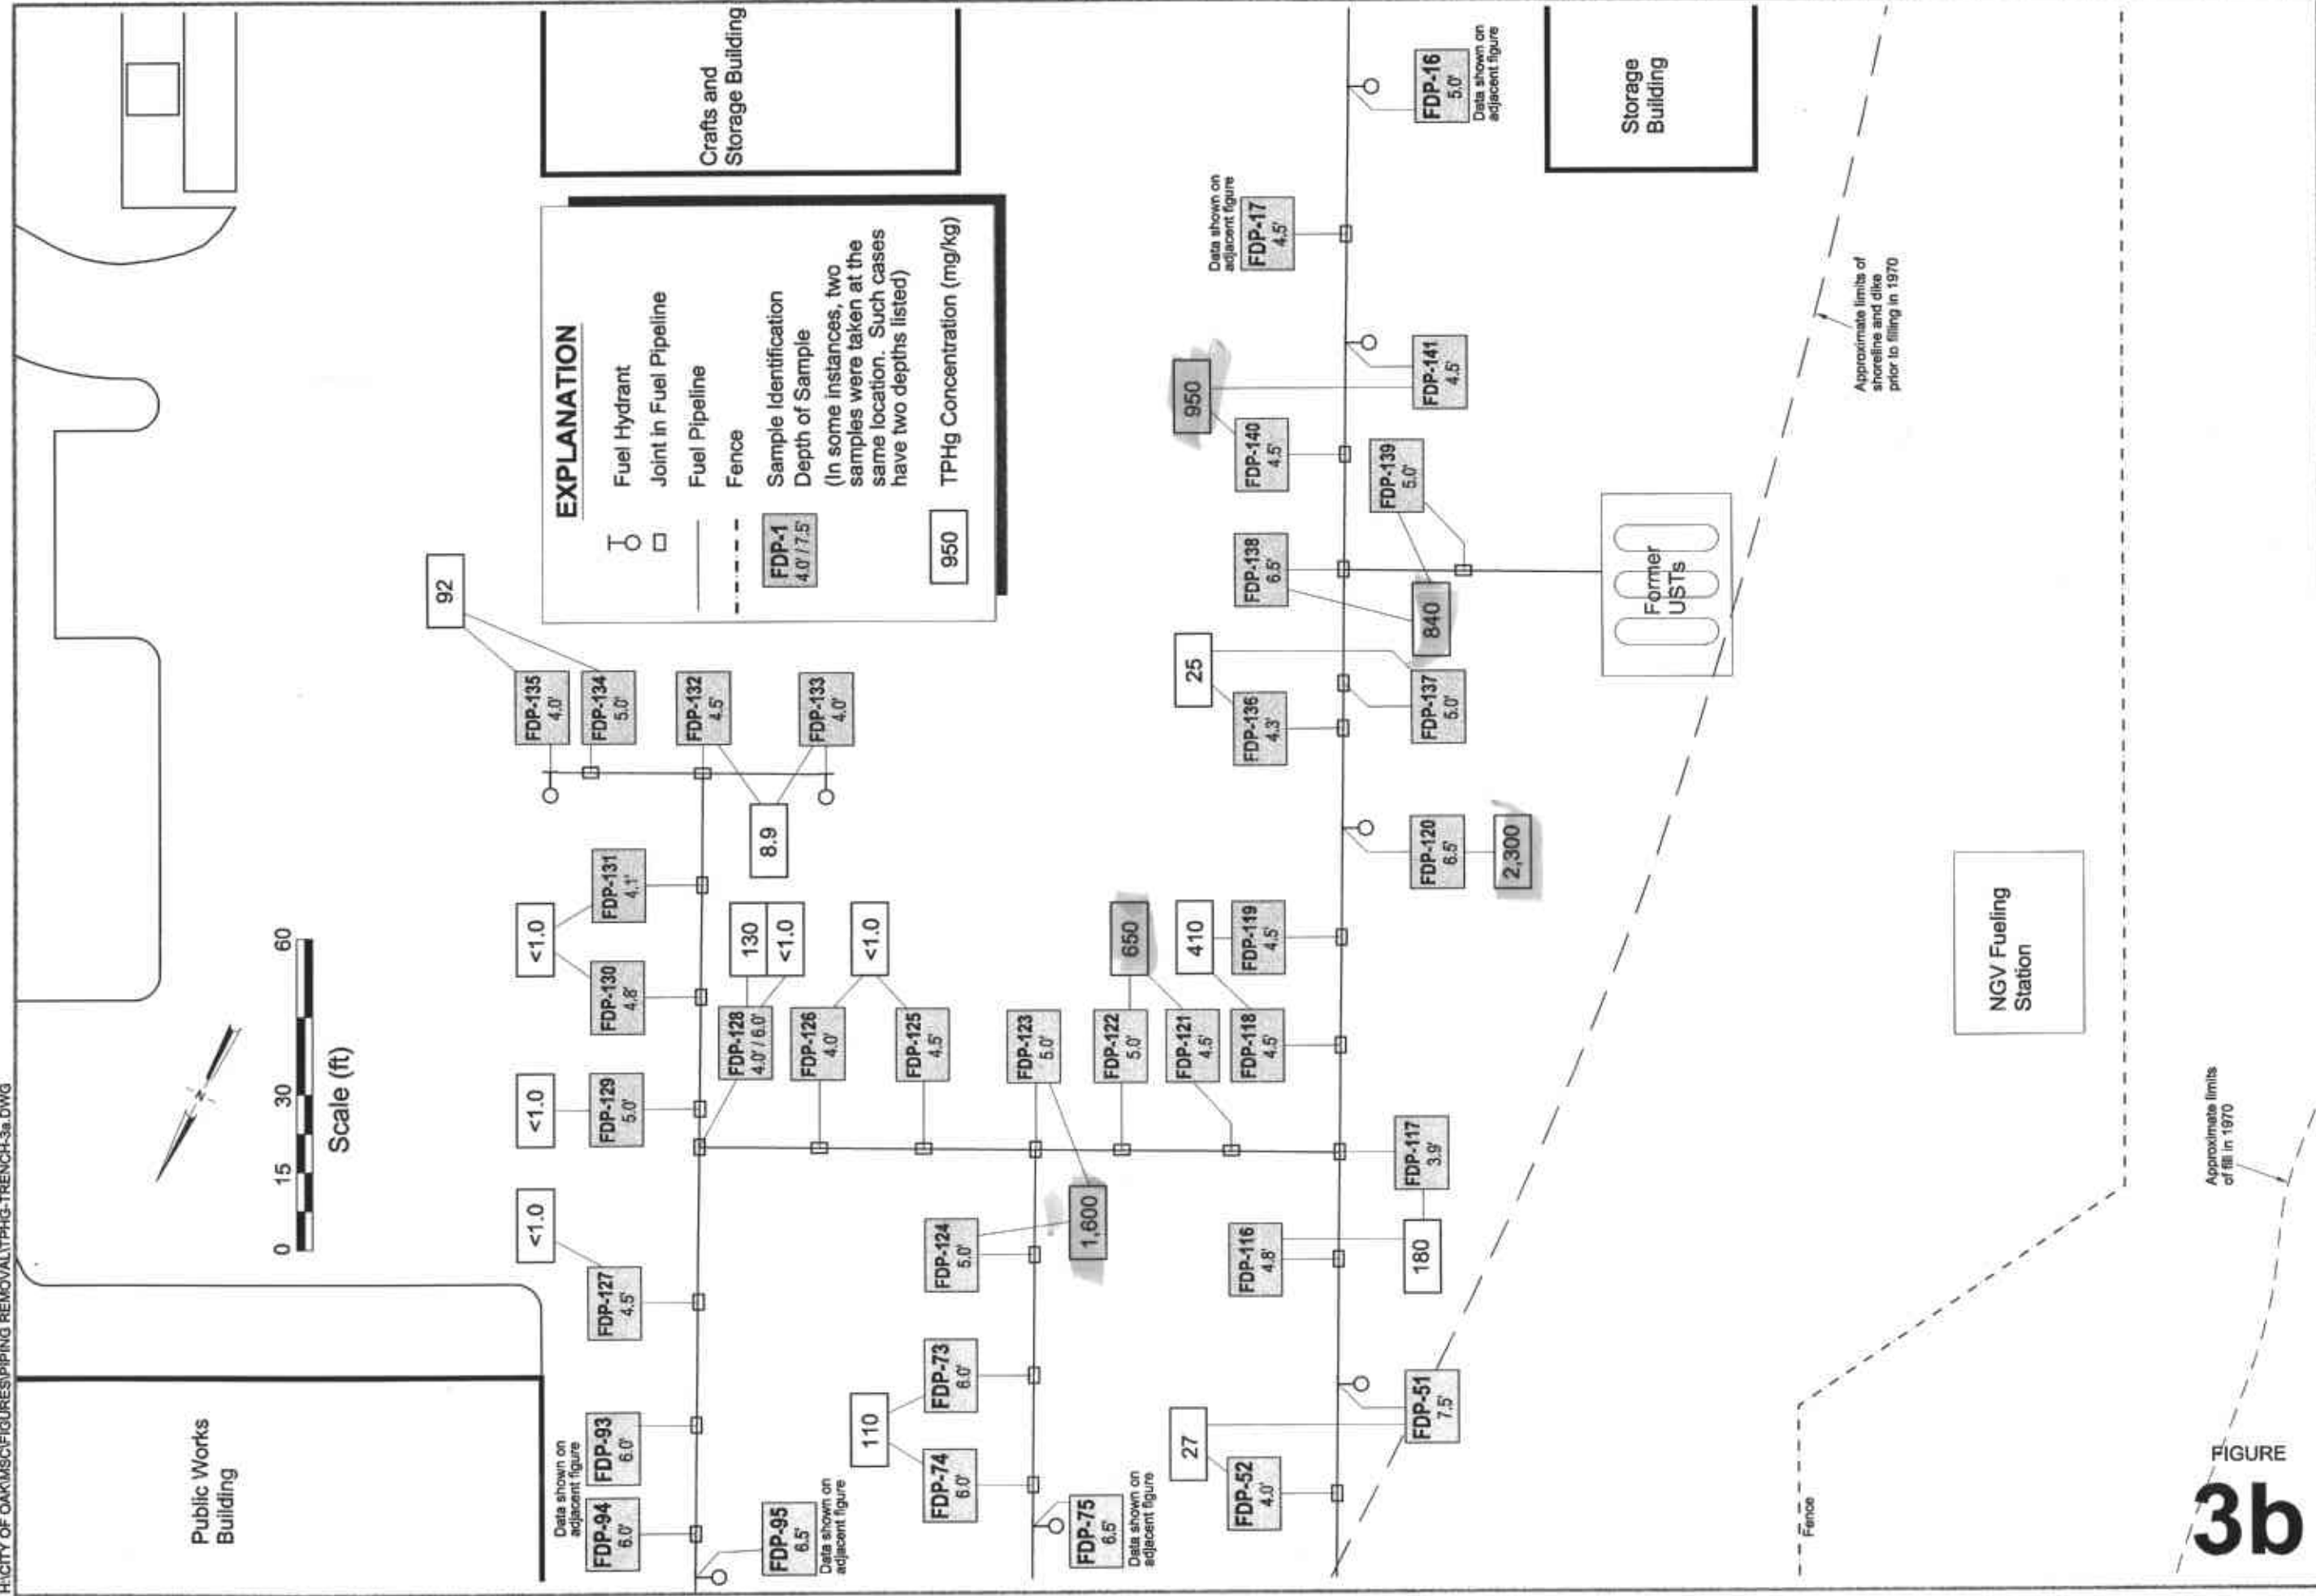 H:\CITY OF OAK\MSC\FIGURES\PIPING REMOVAL\TPHG-TRENCH-3a.DWG
Public Works
Building
0
15
30
60
Scale (ft)
N
Crafts and
Storage Building
EXPLANATION
Fuel Hydrant
Joint in Fuel Pipeline
Fuel Pipeline
Fence
FDP-1
4.0' / 7.5'
Sample Identification
Depth of Sample
(In some instances, two
samples were taken at the
same location. Such cases
have two depths listed)
950
TPHg Concentration (mg/kg)
92
FDP-135
4.0'
FDP-134
5.0'
FDP-132
4.5'
FDP-133
4.0'
8.9
<1.0
FDP-131
4.1'
FDP-130
4.8'
<1.0
FDP-129
5.0'
<1.0
FDP-127
4.5'
Data shown on
adjacent figure
FDP-93
6.0'
FDP-94
6.0'
FDP-95
6.5'
Data shown on
adjacent figure
130
<1.0
FDP-128
4.0' / 6.0'
<1.0
FDP-126
4.0'
FDP-125
4.5'
FDP-123
5.0'
1,600
FDP-124
5.0'
110
FDP-73
6.0'
FDP-74
6.0'
FDP-75
6.5'
Data shown on
adjacent figure
650
FDP-122
5.0'
FDP-121
4.5'
410
FDP-119
4.5'
FDP-118
4.5'
FDP-117
3.9'
FDP-116
4.8'
180
27
FDP-52
4.0'
FDP-51
7.5'
FDP-120
6.5'
2,300
25
FDP-136
4.3'
FDP-137
5.0'
FDP-138
6.5'
840
FDP-139
5.0'
950
FDP-140
4.5'
FDP-141
4.5'
Data shown on
adjacent figure
FDP-17
4.5'
FDP-16
5.0'
Data shown on
adjacent figure
Storage
Building
Former
USTs
Approximate limits of
shoreline and dike
prior to filling in 1970
NGV Fueling
Station
Approximate limits
of fill in 1970
Fence
FIGURE
3b